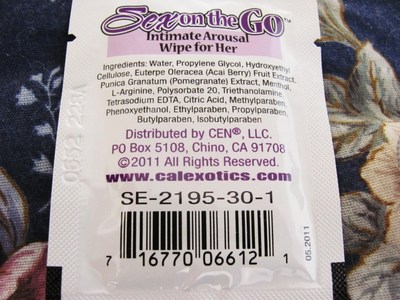 Sex on the GO™
Intimate Arousal
Wipe for Her
Ingredients: Water, Propylene Glycol, Hydroxyethyl
Cellulose, Euterpe Oleracea (Acai Berry) Fruit Extract,
Punica Granatum (Pomegranate) Extract, Menthol,
L-Arginine, Polysorbate 20, Triethanolamine,
Tetrasodium EDTA, Citric Acid, Methylparaben,
Phenoxyethanol, Ethylparaben, Propylparaben,
Butylparaben, Isobutylparaben
Distributed by CEN®, LLC.
PO Box 5108, Chino, CA 91708
©2011 All Rights Reserved.
www.calexotics.com
SE-2195-30-1
7 16770 06612 1
05.2011